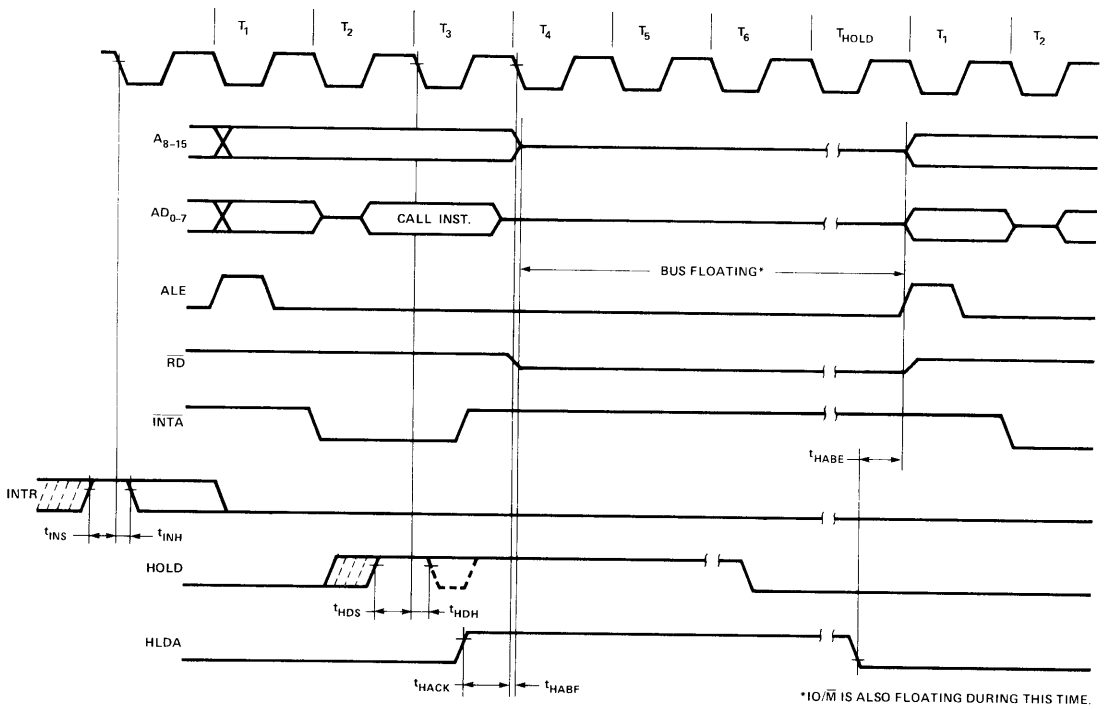 T1 T2 T3 T4 T5 T6 THOLD T1 T2
A8–15
AD0–7
CALL INST.
BUS FLOATING*
ALE
RD
INTA
tHABE
INTR
tINS tINH
HOLD
tHDS tHDH
HLDA
tHACK tHABF
*IO/M̅ IS ALSO FLOATING DURING THIS TIME.